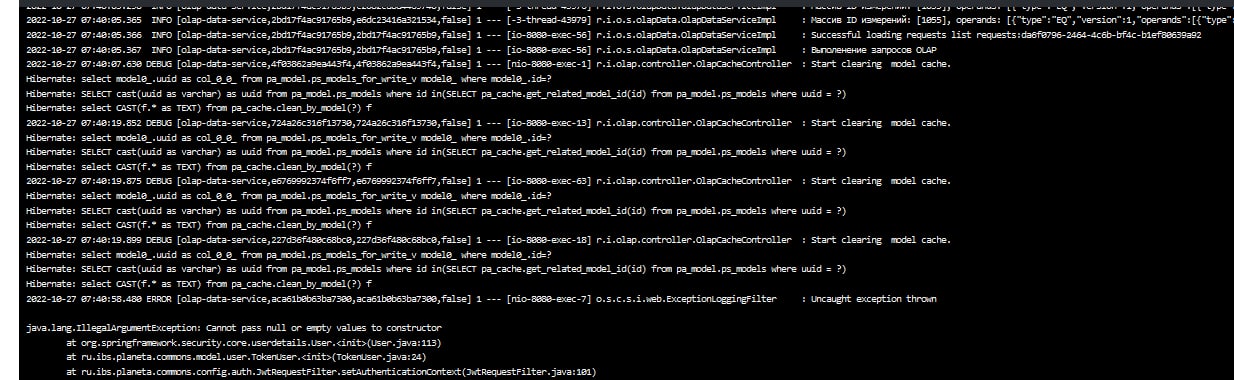 2022-10-27 07:40:05.365  INFO [olap-data-service,2bd17f4ac91765b9,e6dc23416a321534,false] 1 --- [-3-thread-43979] r.i.o.s.olapData.OlapDataServiceImpl     : Массив ID измерений: [1055], operands: [{"type":"EQ","version":1,"operands":[{"type":
2022-10-27 07:40:05.366  INFO [olap-data-service,2bd17f4ac91765b9,2bd17f4ac91765b9,false] 1 --- [io-8080-exec-56] r.i.o.s.olapData.OlapDataServiceImpl     : Successful loading requests list requests:da6f0796-2464-4c6b-bf4c-b1ef80639a92
2022-10-27 07:40:05.367  INFO [olap-data-service,2bd17f4ac91765b9,2bd17f4ac91765b9,false] 1 --- [io-8080-exec-56] r.i.o.s.olapData.OlapDataServiceImpl     : Выполенение запросов OLAP
2022-10-27 07:40:07.630 DEBUG [olap-data-service,4f03862a9ea443f4,4f03862a9ea443f4,false] 1 --- [nio-8080-exec-1] r.i.olap.controller.OlapCacheController  : Start clearing  model cache.
Hibernate: select model0_.uuid as col_0_0_ from pa_model.ps_models_for_write_v model0_ where model0_.id=?
Hibernate: SELECT cast(uuid as varchar) as uuid from pa_model.ps_models where id in(SELECT pa_cache.get_related_model_id(id) from pa_model.ps_models where uuid = ?)
Hibernate: select CAST(f.* as TEXT) from pa_cache.clean_by_model(?) f
2022-10-27 07:40:19.852 DEBUG [olap-data-service,724a26c316f13730,724a26c316f13730,false] 1 --- [io-8080-exec-13] r.i.olap.controller.OlapCacheController  : Start clearing  model cache.
Hibernate: select model0_.uuid as col_0_0_ from pa_model.ps_models_for_write_v model0_ where model0_.id=?
Hibernate: SELECT cast(uuid as varchar) as uuid from pa_model.ps_models where id in(SELECT pa_cache.get_related_model_id(id) from pa_model.ps_models where uuid = ?)
Hibernate: select CAST(f.* as TEXT) from pa_cache.clean_by_model(?) f
2022-10-27 07:40:19.875 DEBUG [olap-data-service,e6769992374f6ff7,e6769992374f6ff7,false] 1 --- [io-8080-exec-63] r.i.olap.controller.OlapCacheController  : Start clearing  model cache.
Hibernate: select model0_.uuid as col_0_0_ from pa_model.ps_models_for_write_v model0_ where model0_.id=?
Hibernate: SELECT cast(uuid as varchar) as uuid from pa_model.ps_models where id in(SELECT pa_cache.get_related_model_id(id) from pa_model.ps_models where uuid = ?)
Hibernate: select CAST(f.* as TEXT) from pa_cache.clean_by_model(?) f
2022-10-27 07:40:19.899 DEBUG [olap-data-service,227d36f480c68bc0,227d36f480c68bc0,false] 1 --- [io-8080-exec-18] r.i.olap.controller.OlapCacheController  : Start clearing  model cache.
Hibernate: select model0_.uuid as col_0_0_ from pa_model.ps_models_for_write_v model0_ where model0_.id=?
Hibernate: SELECT cast(uuid as varchar) as uuid from pa_model.ps_models where id in(SELECT pa_cache.get_related_model_id(id) from pa_model.ps_models where uuid = ?)
Hibernate: select CAST(f.* as TEXT) from pa_cache.clean_by_model(?) f
2022-10-27 07:40:58.480 ERROR [olap-data-service,aca61b0b63ba7300,aca61b0b63ba7300,false] 1 --- [nio-8080-exec-7] o.s.c.s.i.web.ExceptionLoggingFilter     : Uncaught exception thrown
java.lang.IllegalArgumentException: Cannot pass null or empty values to constructor
at org.springframework.security.core.userdetails.User.<init>(User.java:113)
at ru.ibs.planeta.commons.model.user.TokenUser.<init>(TokenUser.java:24)
at ru.ibs.planeta.commons.config.auth.JwtRequestFilter.setAuthenticationContext(JwtRequestFilter.java:101)